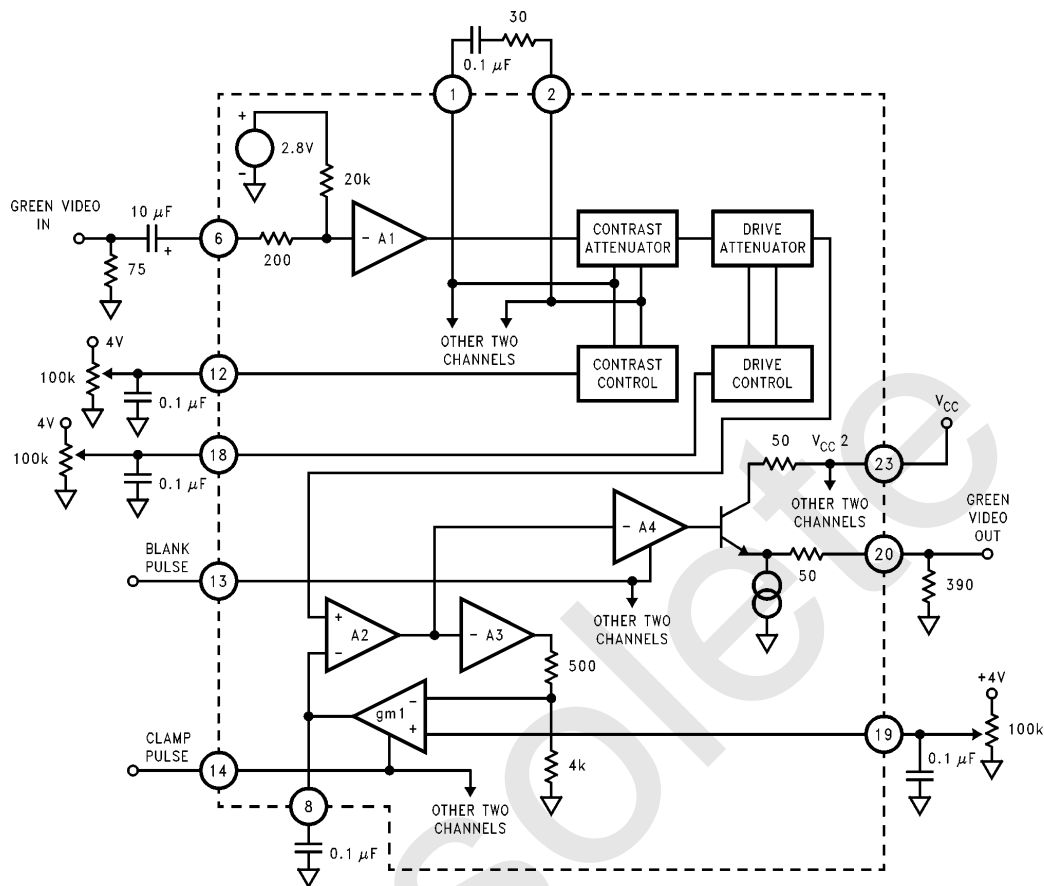 30
0.1 μF
1
2
+
2.8V
-
20k
GREEN VIDEO
IN
10 μF
+
6
200
- A1
75
CONTRAST
ATTENUATOR
DRIVE
ATTENUATOR
OTHER TWO
CHANNELS
CONTRAST
CONTROL
DRIVE
CONTROL
4V
100k
0.1 μF
12
4V
100k
0.1 μF
18
VCC
50
VCC 2
23
OTHER TWO
CHANNELS
GREEN
VIDEO
OUT
- A4
20
50
390
BLANK
PULSE
13
OTHER TWO
CHANNELS
+
A2
-
- A3
500
-
gm1
+
+4V
19
100k
0.1 μF
CLAMP
PULSE
14
4k
OTHER TWO
CHANNELS
8
0.1 μF
solete